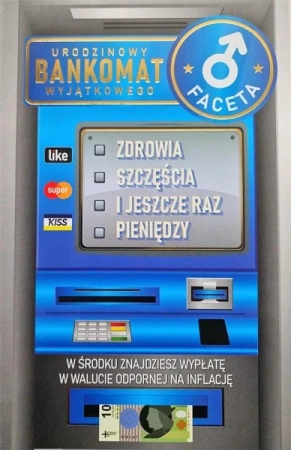 URODZINOWY
BANKOMAT
WYJĄTKOWEGO
FACETA
like
super
KISS
ZDROWIA
SZCZĘŚCIA
I JESZCZE RAZ
PIENIĘDZY
W ŚRODKU ZNAJDZIESZ WYPŁATĘ
W WALUCIE ODPORNEJ NA INFLACJĘ
10